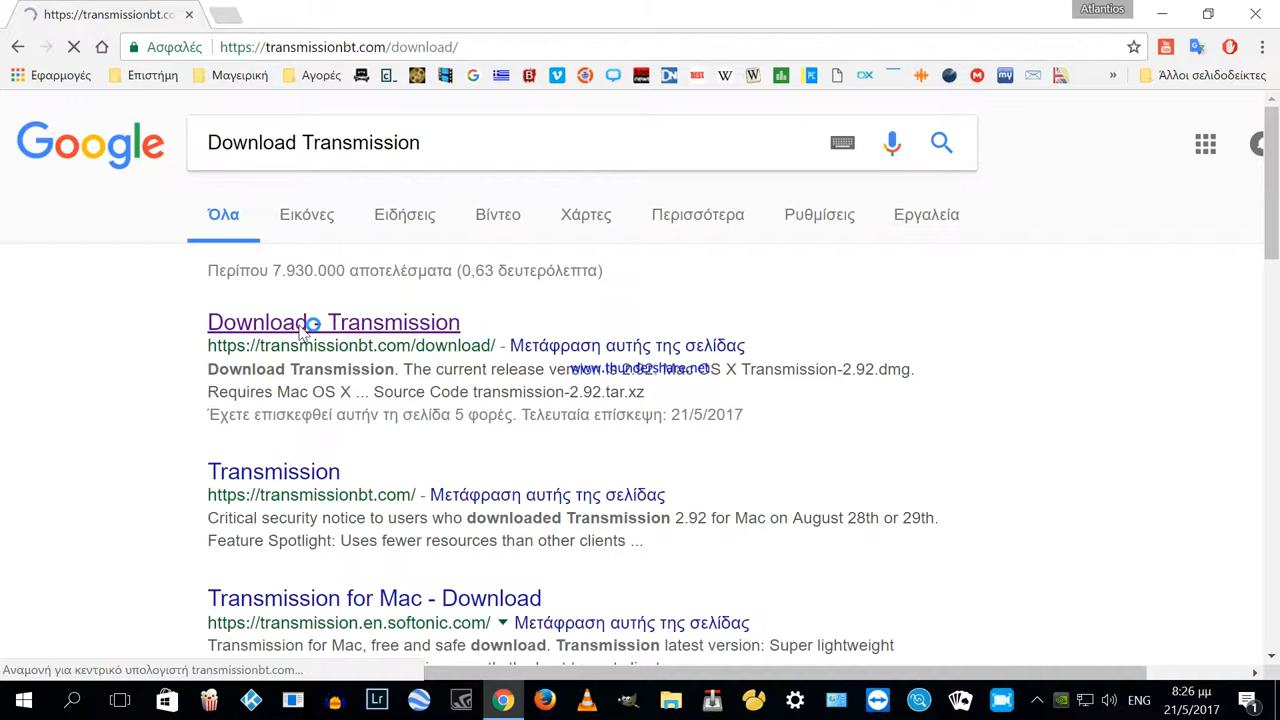 https://transmissionbt.co
Atlantios
Ασφαλές
https://transmissionbt.com/download/
Εφαρμογές
Επιστήμη
Μαγειρική
Αγορές
Άλλοι σελιδοδείκτες
Google
Download Transmission
Όλα
Εικόνες
Ειδήσεις
Βίντεο
Χάρτες
Περισσότερα
Ρυθμίσεις
Εργαλεία
Περίπου 7.930.000 αποτελέσματα (0,63 δευτερόλεπτα)
Download - Transmission
https://transmissionbt.com/download/ - Μετάφραση αυτής της σελίδας
www.thundershare.net
Download Transmission. The current release version is 2.92. Mac OS X Transmission-2.92.dmg.
Requires Mac OS X ... Source Code transmission-2.92.tar.xz
Έχετε επισκεφθεί αυτήν τη σελίδα 5 φορές. Τελευταία επίσκεψη: 21/5/2017
Transmission
https://transmissionbt.com/ - Μετάφραση αυτής της σελίδας
Critical security notice to users who downloaded Transmission 2.92 for Mac on August 28th or 29th.
Feature Spotlight: Uses fewer resources than other clients ...
Transmission for Mac - Download
https://transmission.en.softonic.com/ Μετάφραση αυτής της σελίδας
Transmission for Mac, free and safe download. Transmission latest version: Super lightweight
Αναμονή για κεντρικό υπολογιστή transmissionbt.com...
ENG
8:26 μμ
21/5/2017